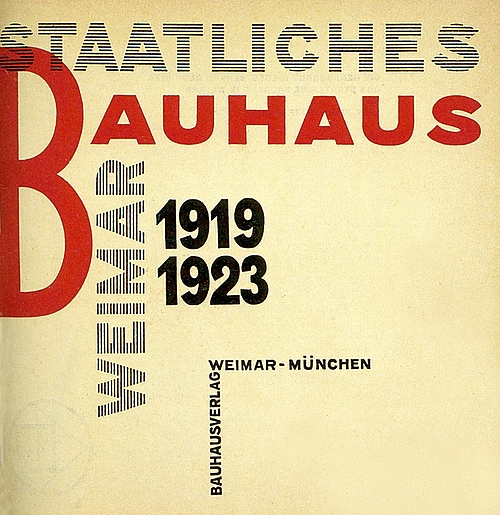 STAATLICHES
BAUHAUS
WEIMAR
1919
1923
WEIMAR-MÜNCHEN
BAUHAUSVERLAG